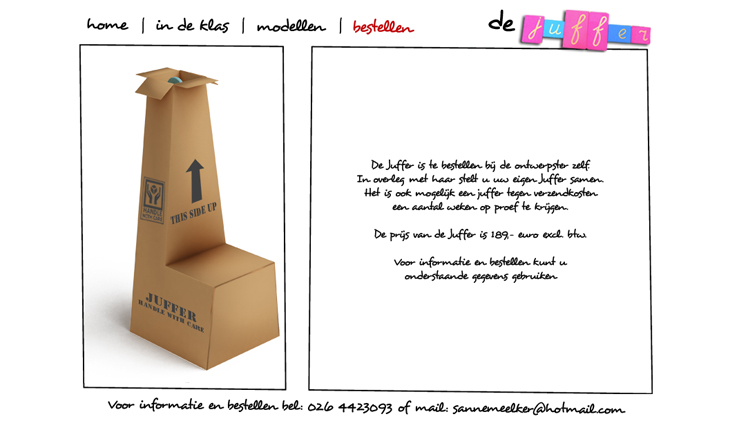 home | in de klas | modellen | bestellen
de juffer
HANDLE
WITH CARE
THIS SIDE UP
JUFFER
HANDLE WITH CARE
De Juffer is te bestellen bij de ontwerpster zelf
In overleg met haar stelt u uw eigen Juffer samen.
Het is ook mogelijk een juffer tegen verzendkosten
een aantal weken op proef te krijgen.
De prijs van de Juffer is 189,- euro excl. btw.
Voor informatie en bestellen kunt u
onderstaande gegevens gebruiken
Voor informatie en bestellen bel: 026 4423093 of mail: sannemeelker@hotmail.com